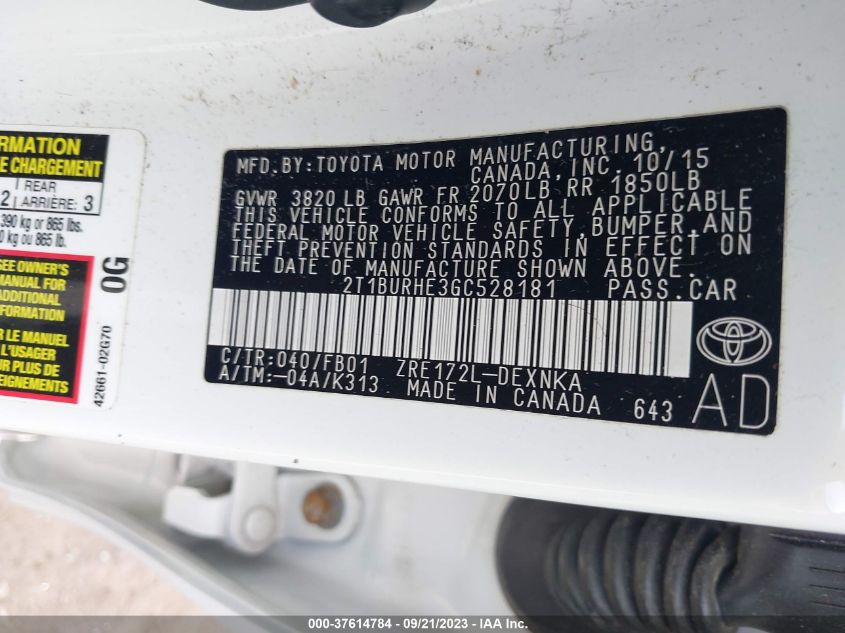 RMATION
E CHARGEMENT
REAR
2 ARRIÈRE: 3
390 kg or 865 lbs.
0 kg ou 865 lb.
SEE OWNER'S
MANUAL FOR
ADDITIONAL
INFORMATION
LE MANUEL
L'USAGER
OUR PLUS DE
EIGNEMENTS
0G
42661-02G70
MFD.BY:TOYOTA MOTOR MANUFACTURING,
CANADA, INC. 10/15
GVWR 3820 LB GAWR FR 2070LB RR 1850LB
THIS VEHICLE CONFORMS TO ALL APPLICABLE
FEDERAL MOTOR VEHICLE SAFETY, BUMPER, AND
THEFT PREVENTION STANDARDS IN EFFECT ON
THE DATE OF MANUFACTURE SHOWN ABOVE.
2T1BURHE3GC528181 PASS.CAR
C/TR:040/FB01 ZRE172L-DEXNKA
A/TM:-04A/K313 MADE IN CANADA 643
AD
000-37614784 - 09/21/2023 - IAA Inc.